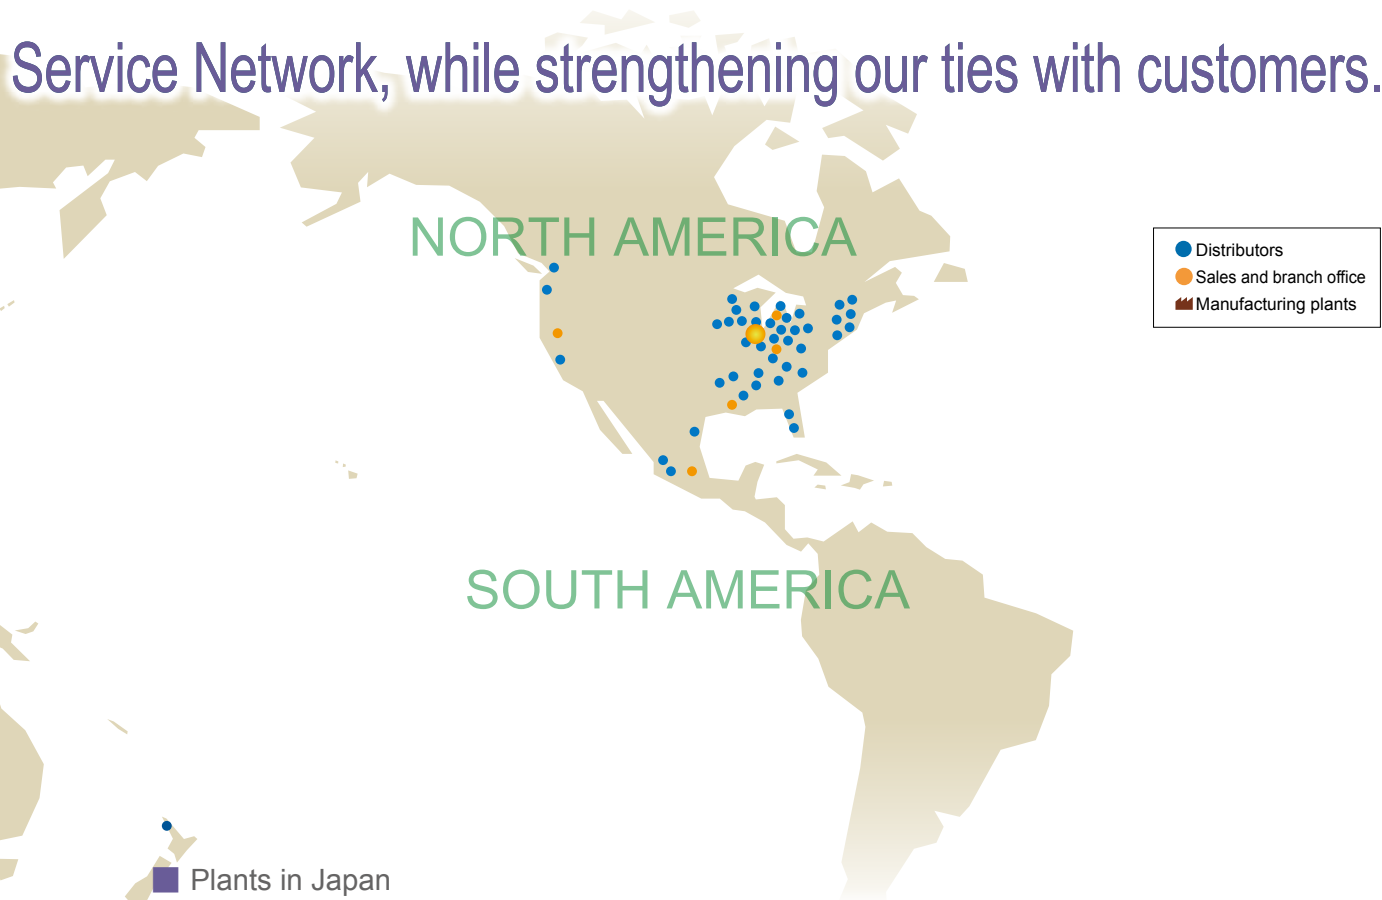 Service Network, while strengthening our ties with customers.
NORTH AMERICA
Distributors
Sales and branch office
Manufacturing plants
SOUTH AMERICA
Plants in Japan